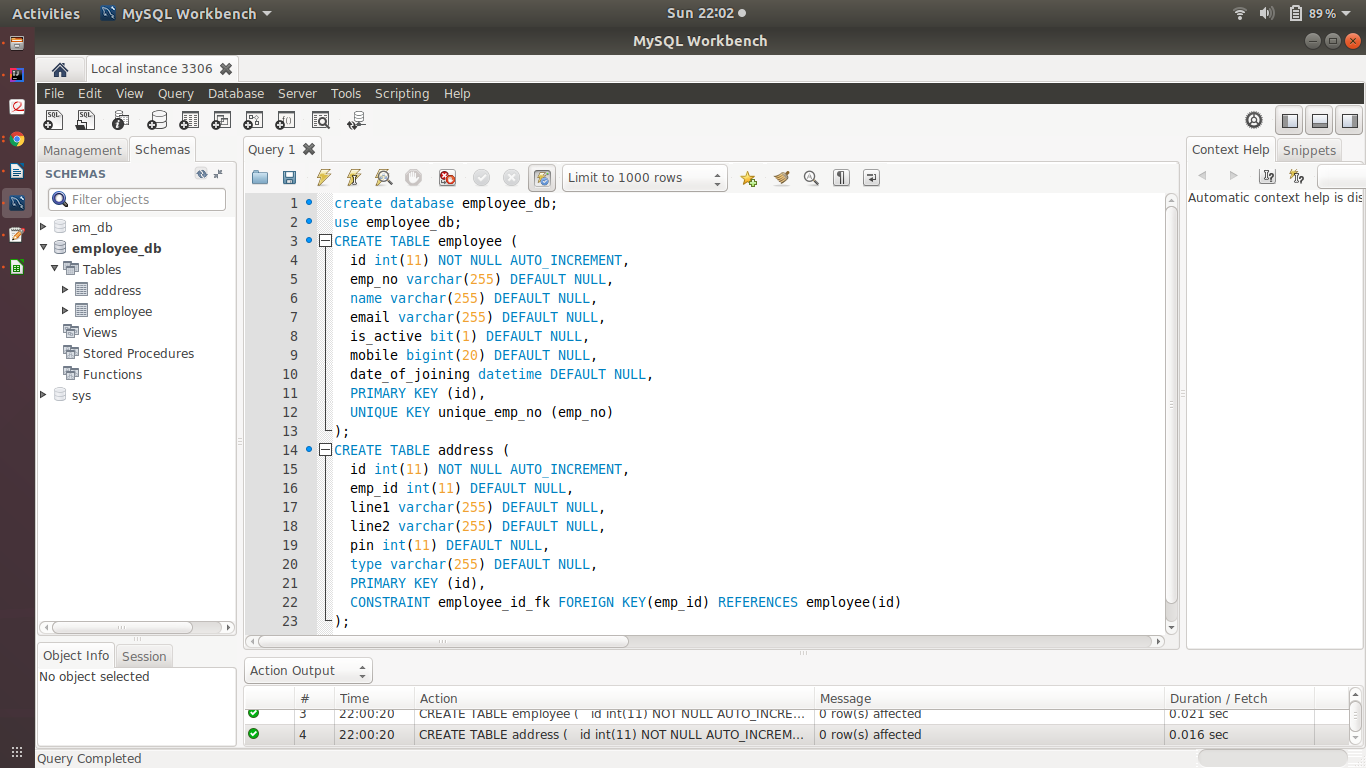 Activities MySQL Workbench Sun 22:02 89%
MySQL Workbench
Local instance 3306
File Edit View Query Database Server Tools Scripting Help
Management Schemas
SCHEMAS
Filter objects
am_db
employee_db
Tables
address
employee
Views
Stored Procedures
Functions
sys
Object Info Session
No object selected
Query 1
Limit to 1000 rows
1 create database employee_db;
2 use employee_db;
3 CREATE TABLE employee (
4 id int(11) NOT NULL AUTO_INCREMENT,
5 emp_no varchar(255) DEFAULT NULL,
6 name varchar(255) DEFAULT NULL,
7 email varchar(255) DEFAULT NULL,
8 is_active bit(1) DEFAULT NULL,
9 mobile bigint(20) DEFAULT NULL,
10 date_of_joining datetime DEFAULT NULL,
11 PRIMARY KEY (id),
12 UNIQUE KEY unique_emp_no (emp_no)
13 );
14 CREATE TABLE address (
15 id int(11) NOT NULL AUTO_INCREMENT,
16 emp_id int(11) DEFAULT NULL,
17 line1 varchar(255) DEFAULT NULL,
18 line2 varchar(255) DEFAULT NULL,
19 pin int(11) DEFAULT NULL,
20 type varchar(255) DEFAULT NULL,
21 PRIMARY KEY (id),
22 CONSTRAINT employee_id_fk FOREIGN KEY(emp_id) REFERENCES employee(id)
23 );
Context Help Snippets
Automatic context help is dis
Action Output
# Time Action Message Duration / Fetch
3 22:00:20 CREATE TABLE employee ( id int(11) NOT NULL AUTO_INCRE... 0 row(s) affected 0.021 sec
4 22:00:20 CREATE TABLE address ( id int(11) NOT NULL AUTO_INCREM... 0 row(s) affected 0.016 sec
Query Completed